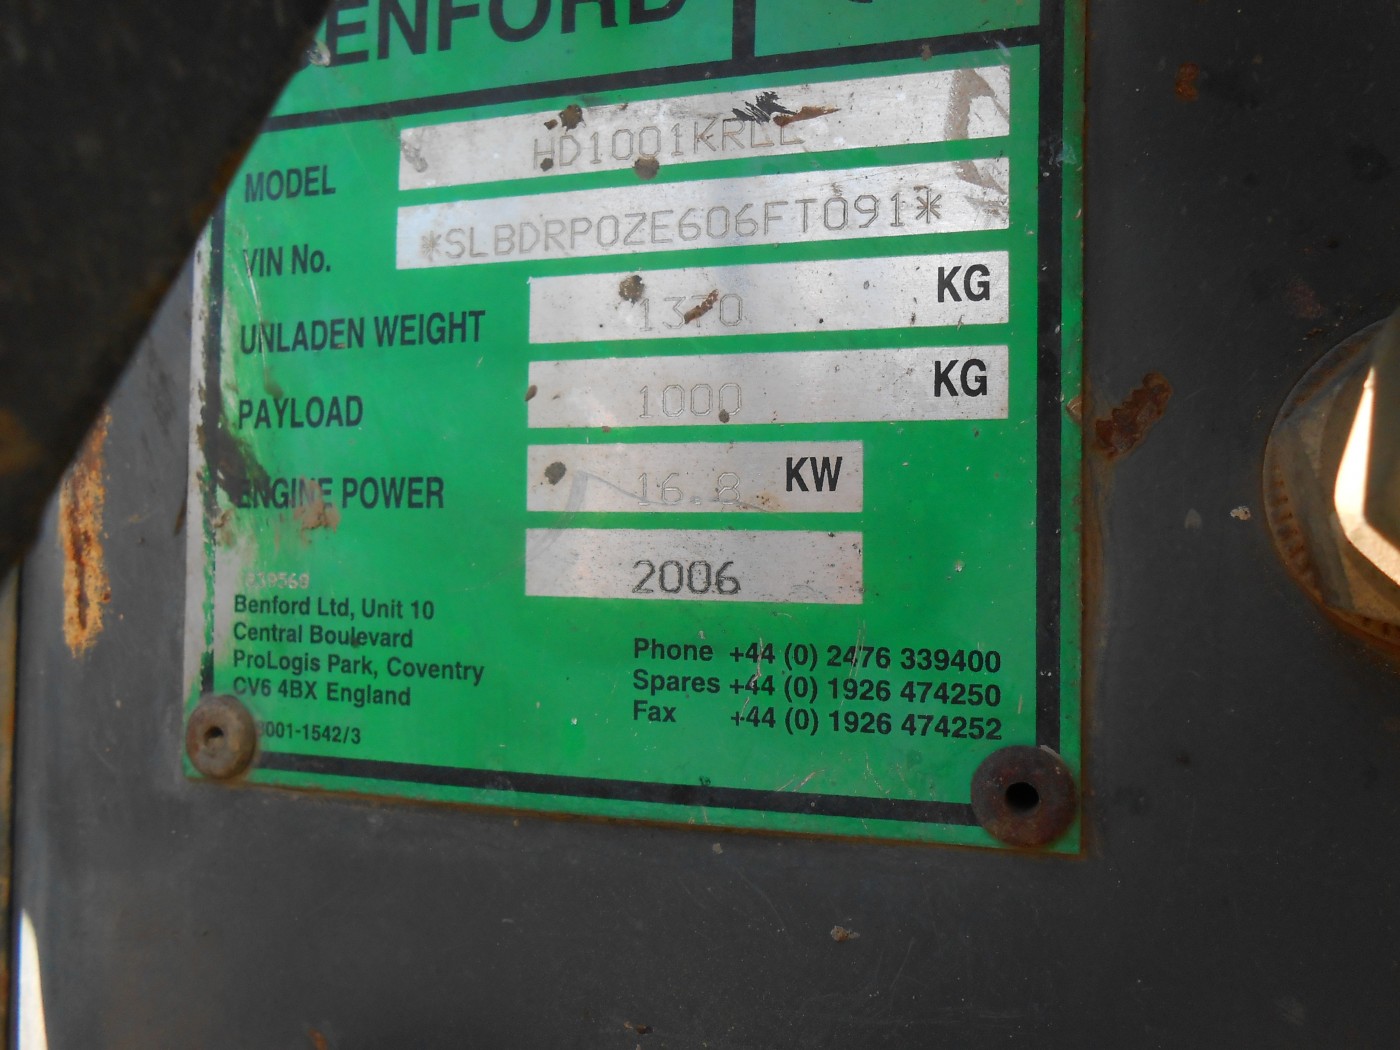 BENFORD
MODEL HD1001KRLL
VIN No. *SLBDRP0ZE606FT091*
UNLADEN WEIGHT 1370 KG
PAYLOAD 1000 KG
ENGINE POWER 16.8 KW
2006
Benford Ltd, Unit 10
Central Boulevard
ProLogis Park, Coventry
CV6 4BX England
Phone +44 (0) 2476 339400
Spares +44 (0) 1926 474250
Fax +44 (0) 1926 474252